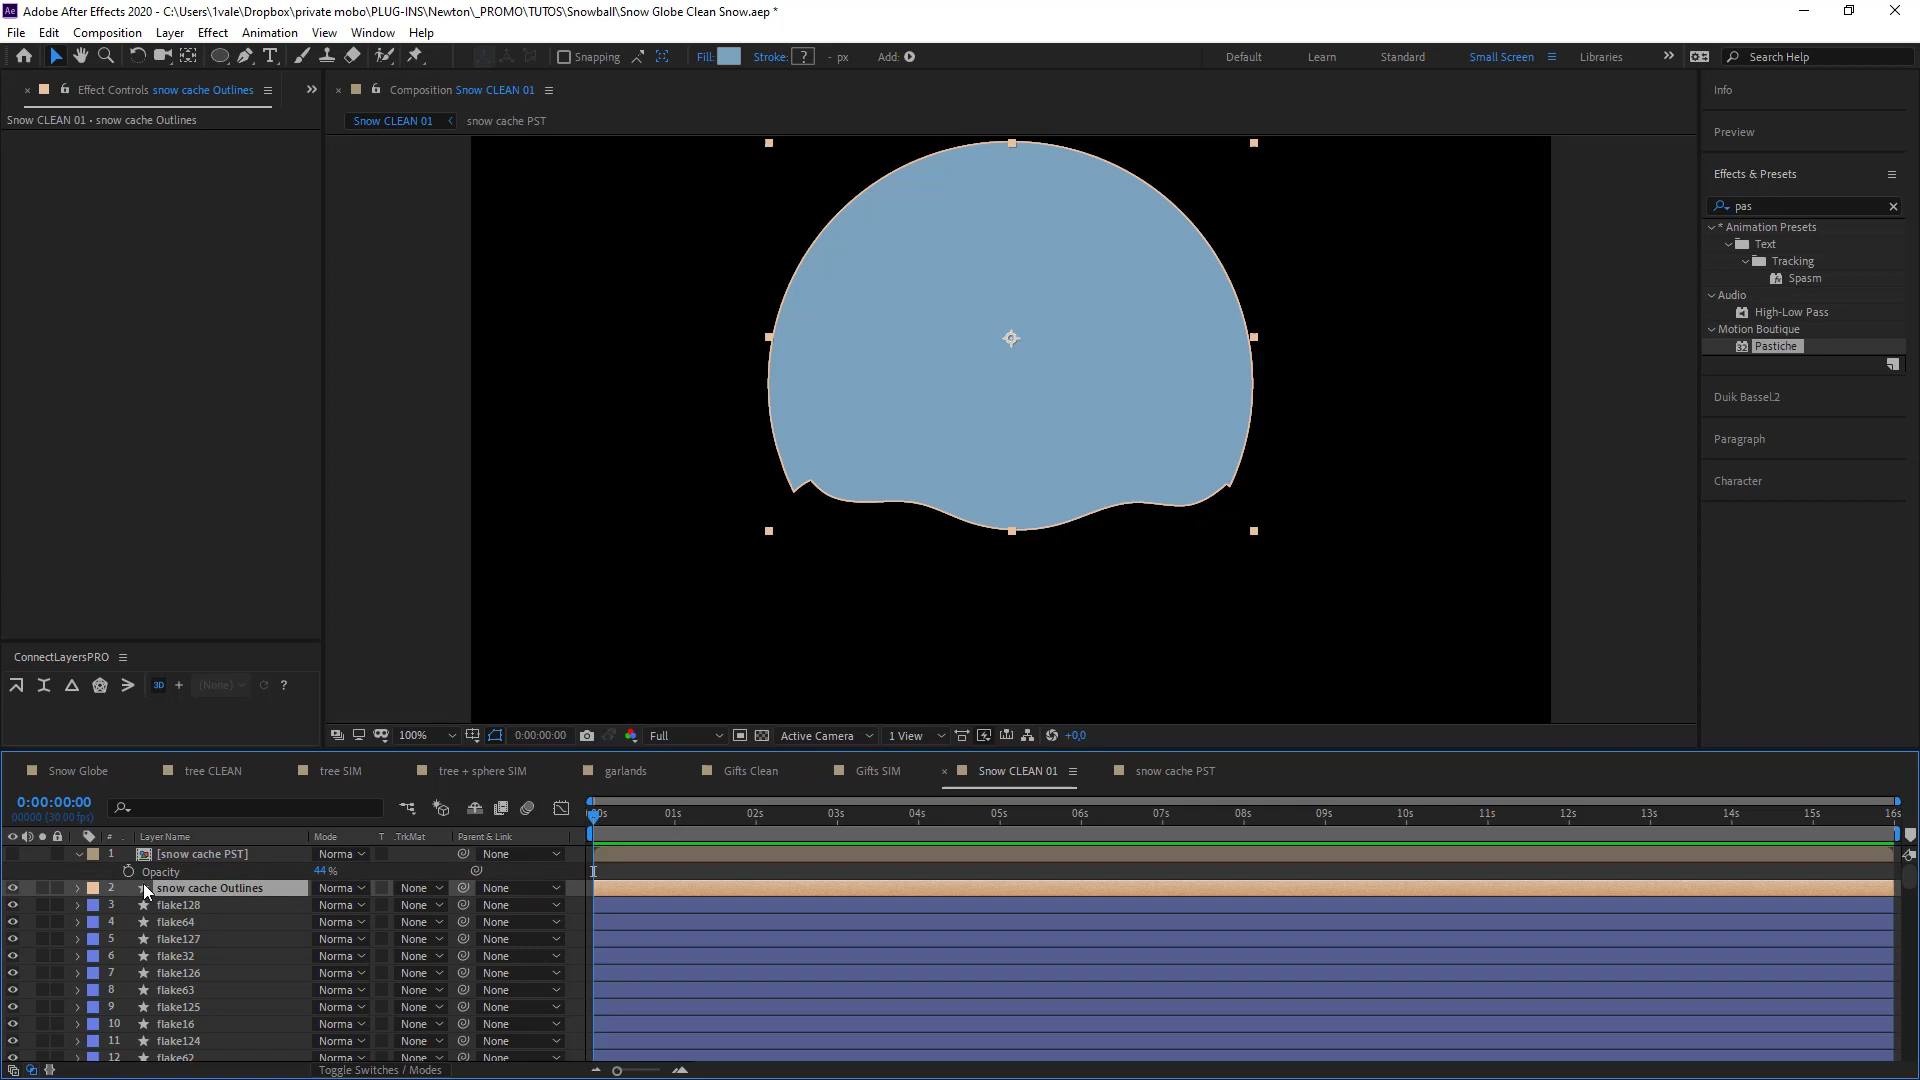 Adobe After Effects 2020 - C:\Users\1vale\Dropbox\private mobo\PLUG-INS\Newton\_PROMO\TUTOS\Snowball\Snow Globe Clean Snow.aep *
File Edit Composition Layer Effect Animation View Window Help
Snapping Fill: Stroke: ? - px Add: Default Learn Standard Small Screen Libraries Search Help
Effect Controls snow cache Outlines
Snow CLEAN 01 • snow cache Outlines
Composition Snow CLEAN 01
Snow CLEAN 01 snow cache PST
Info
Preview
Effects & Presets
pas
* Animation Presets
Text
Tracking
Spasm
Audio
High-Low Pass
Motion Boutique
32 Pastiche
Duik Bassel.2
Paragraph
Character
ConnectLayersPRO
3D + (None) ?
100% 0:00:00:00 Full Active Camera 1 View +0,0
Snow Globe tree CLEAN tree SIM tree + sphere SIM garlands Gifts Clean Gifts SIM Snow CLEAN 01 snow cache PST
0:00:00:00
00000 (30.00 fps)
01s 02s 03s 04s 05s 06s 07s 08s 09s 10s 11s 12s 13s 14s 15s 16s
# Layer Name Mode T .TrkMat Parent & Link
1 [snow cache PST] Norma None
Opacity 44 %
2 snow cache Outlines Norma None None
3 flake128 Norma None None
4 flake64 Norma None None
5 flake127 Norma None None
6 flake32 Norma None None
7 flake126 Norma None None
8 flake63 Norma None None
9 flake125 Norma None None
10 flake16 Norma None None
11 flake124 Norma None None
12 flake62 Norma None None
Toggle Switches / Modes